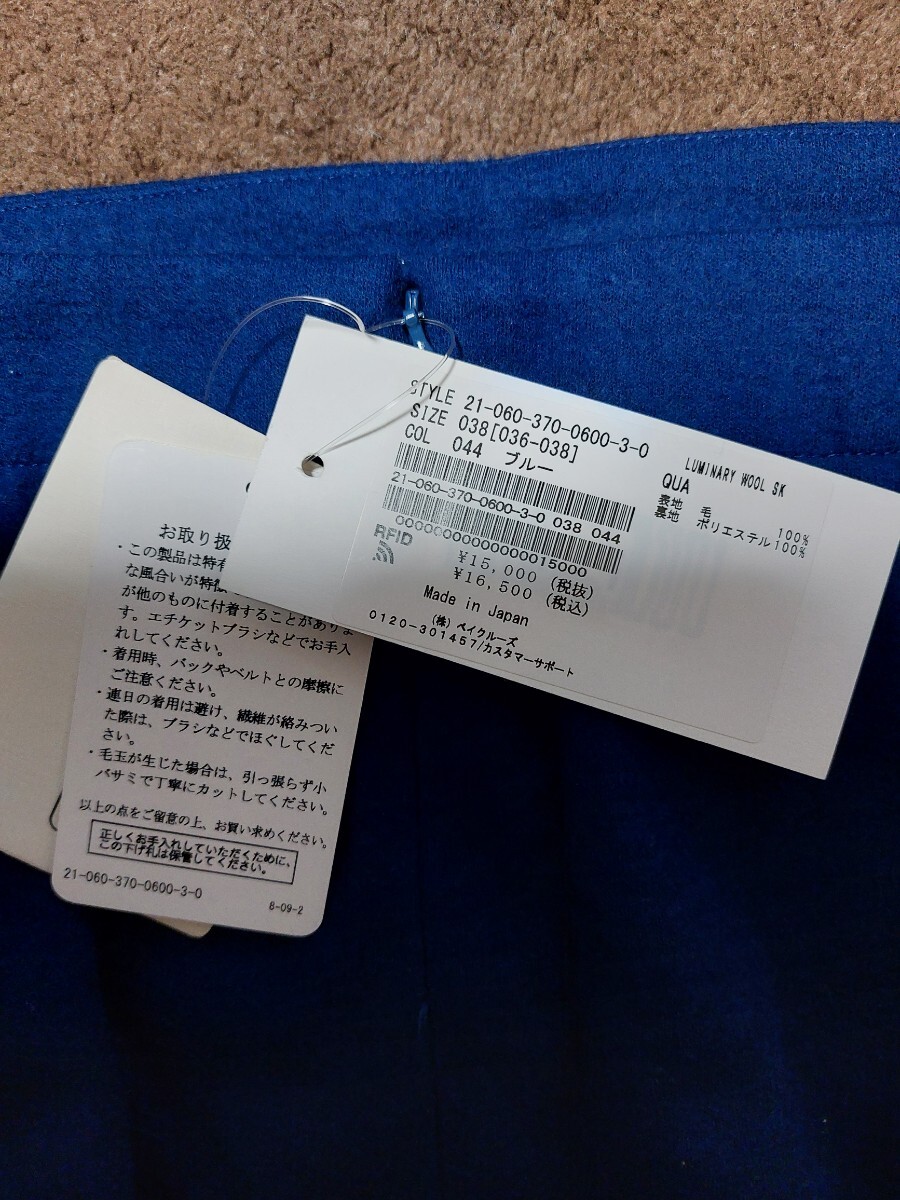 STYLE 21-060-370-0600-3-0
SIZE 038[036-038]
COL 044 ブルー
21-060-370-0600-3-0 038 044
0000000000000015000
RFID
¥15,000 (税抜)
¥16,500 (税込)
Made in Japan
(株) ベイクルーズ
0120-301457/カスタマーサポート
LUMINARY WOOL SK
QUA
表地 毛 100%
裏地 ポリエステル 100%
お取り扱
・この製品は特有
な風合いが特徴
が他のものに付着することがありま
す。エチケットブラシなどでお手入
れしてください。
・着用時、バックやベルトとの摩擦に
ご注意ください。
・連日の着用は避け、繊維が絡みつい
た際は、ブラシなどでほぐしてくだ
さい。
・毛玉が生じた場合は、引っ張らず小
バサミで丁寧にカットしてください。
以上の点をご留意の上、お買い求めください。
正しくお手入れしていただくために、
この下げ札は保管してください。
21-060-370-0600-3-0
8-09-2